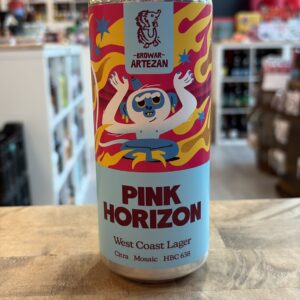 BROWAR
ARTEZAN
PINK
HORIZON
West Coast Lager
Citra Mosaic HBC 638